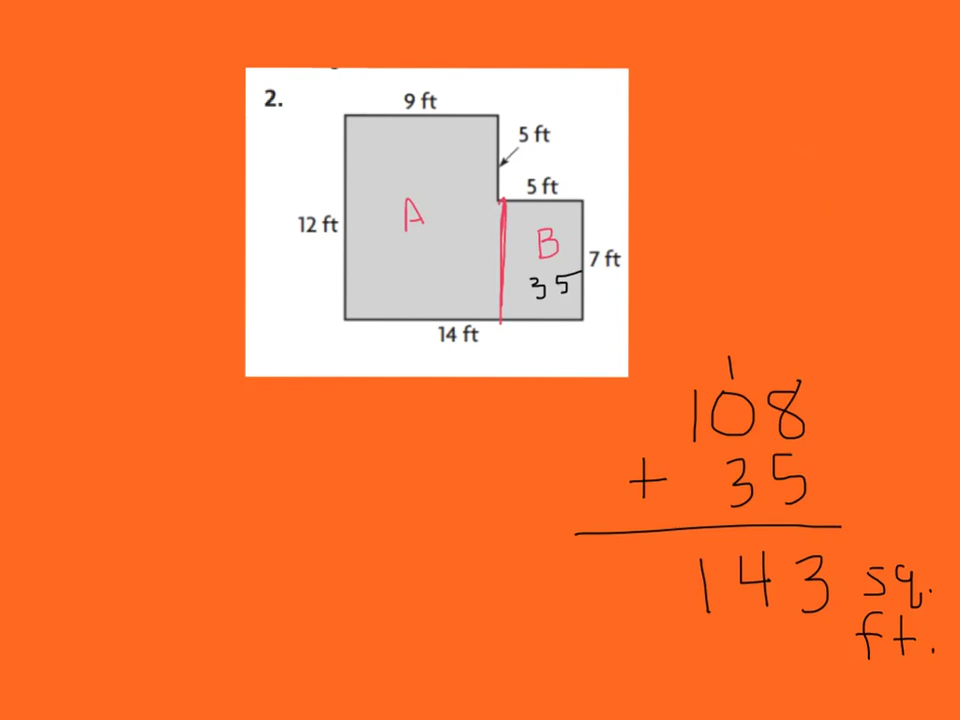 2.
9 ft
5 ft
5 ft
A
12 ft
B
7 ft
35
14 ft
1
108
+ 35
143 sq.
ft.